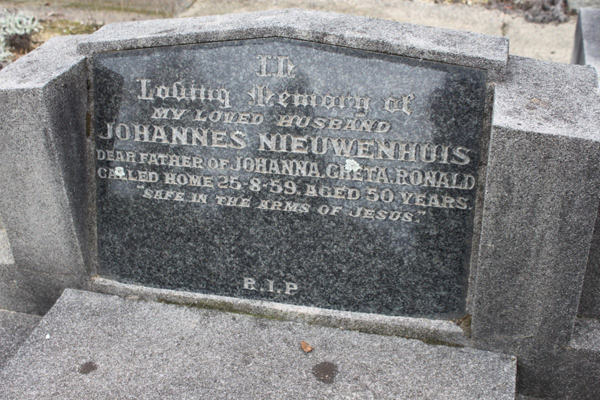 In
Loving Memory of
MY LOVED HUSBAND
JOHANNES NIEUWENHUIS
DEAR FATHER OF JOHANNA, GRETA, RONALD
CALLED HOME 25·8·59, AGED 50 YEARS.
"SAFE IN THE ARMS OF JESUS."
R.I.P